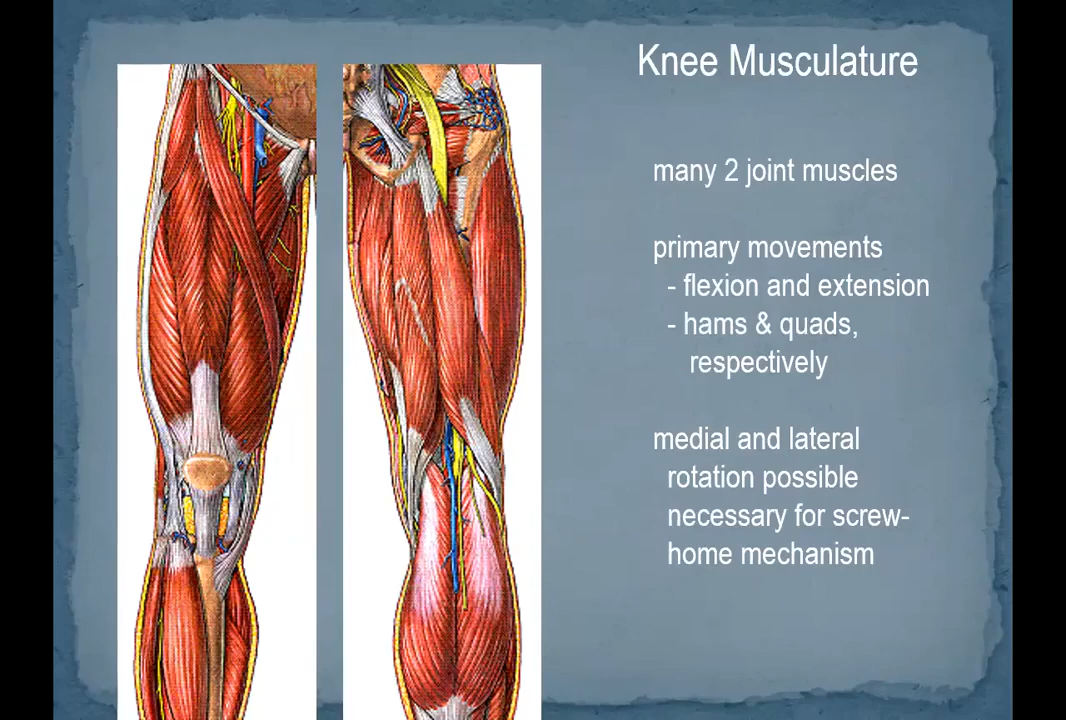 Knee Musculature
many 2 joint muscles
primary movements
- flexion and extension
- hams & quads,
respectively
medial and lateral
rotation possible
necessary for screw-
home mechanism